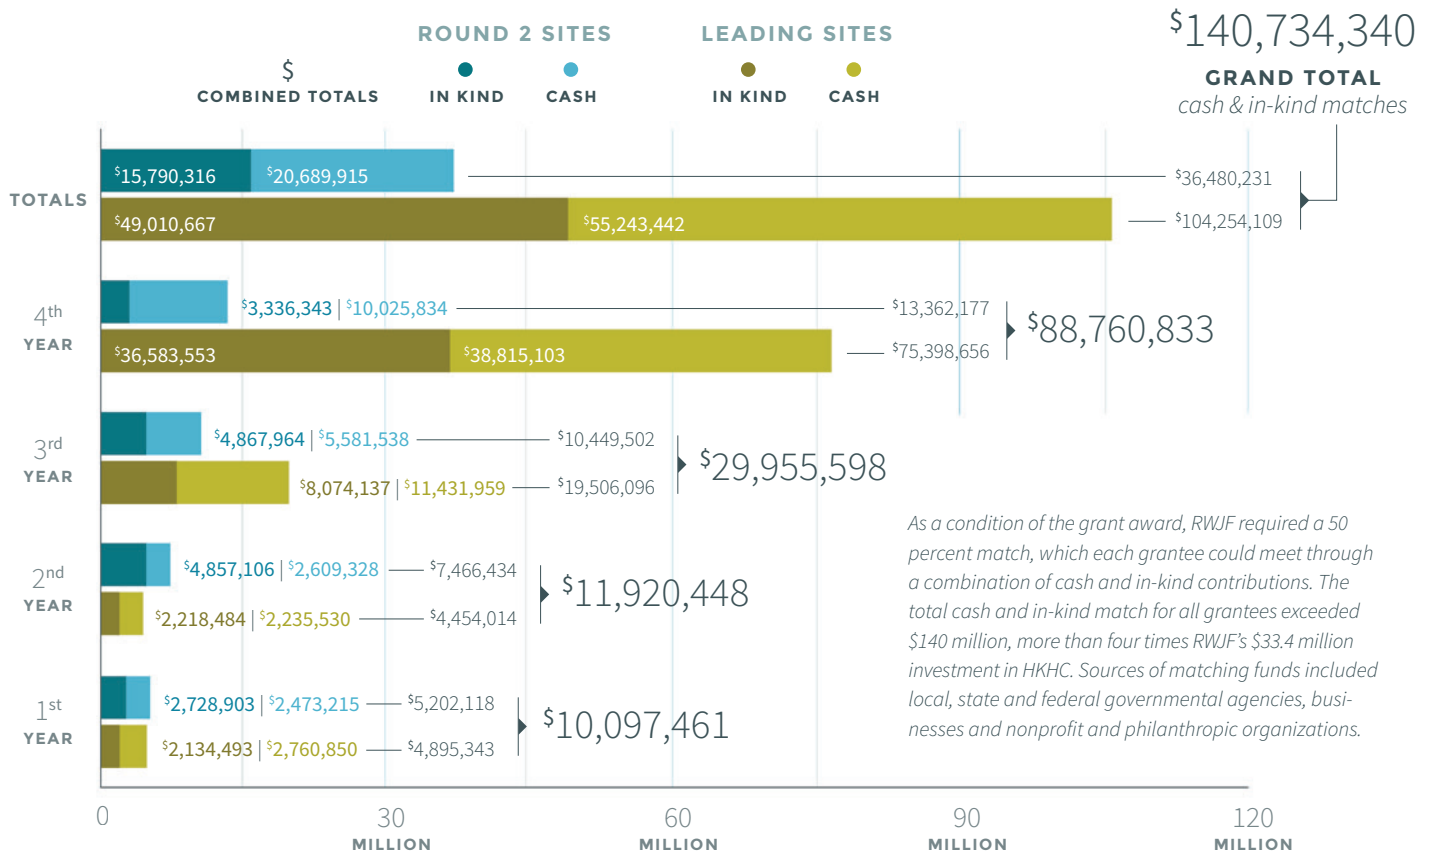 $140,734,340
GRAND TOTAL
cash & in-kind matches
ROUND 2 SITES
LEADING SITES
$
COMBINED TOTALS
IN KIND
CASH
IN KIND
CASH
TOTALS
$15,790,316
$20,689,915
$36,480,231
$49,010,667
$55,243,442
$104,254,109
4th
YEAR
$3,336,343 | $10,025,834
$13,362,177
$36,583,553
$38,815,103
$75,398,656
$88,760,833
3rd
YEAR
$4,867,964 | $5,581,538
$10,449,502
$8,074,137 | $11,431,959
$19,506,096
$29,955,598
2nd
YEAR
$4,857,106 | $2,609,328
$7,466,434
$2,218,484 | $2,235,530
$4,454,014
$11,920,448
1st
YEAR
$2,728,903 | $2,473,215
$5,202,118
$2,134,493 | $2,760,850
$4,895,343
$10,097,461
As a condition of the grant award, RWJF required a 50
percent match, which each grantee could meet through
a combination of cash and in-kind contributions. The
total cash and in-kind match for all grantees exceeded
$140 million, more than four times RWJF's $33.4 million
investment in HKHC. Sources of matching funds included
local, state and federal governmental agencies, busi-
nesses and nonprofit and philanthropic organizations.
0
30
MILLION
60
MILLION
90
MILLION
120
MILLION